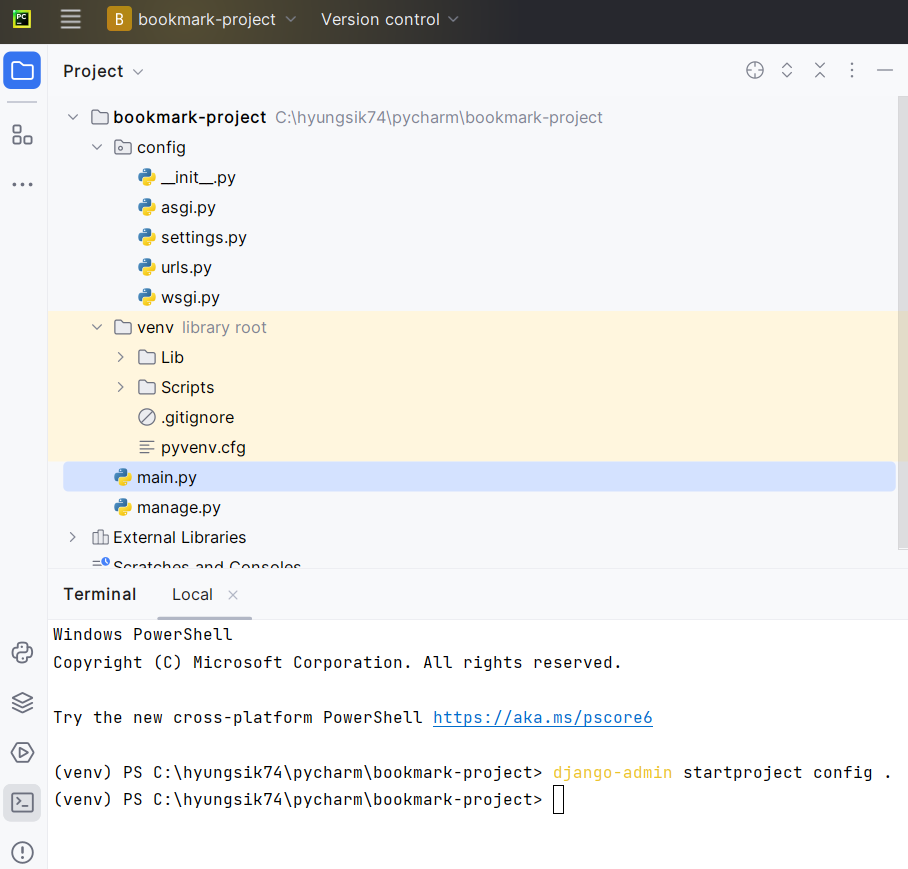 PC B bookmark-project Version control
Project
bookmark-project C:\hyungsik74\pycharm\bookmark-project
config
__init__.py
asgi.py
settings.py
urls.py
wsgi.py
venv library root
Lib
Scripts
.gitignore
pyvenv.cfg
main.py
manage.py
External Libraries
Scratches and Consoles
Terminal Local
Windows PowerShell
Copyright (C) Microsoft Corporation. All rights reserved.
Try the new cross-platform PowerShell https://aka.ms/pscore6
(venv) PS C:\hyungsik74\pycharm\bookmark-project> django-admin startproject config .
(venv) PS C:\hyungsik74\pycharm\bookmark-project>